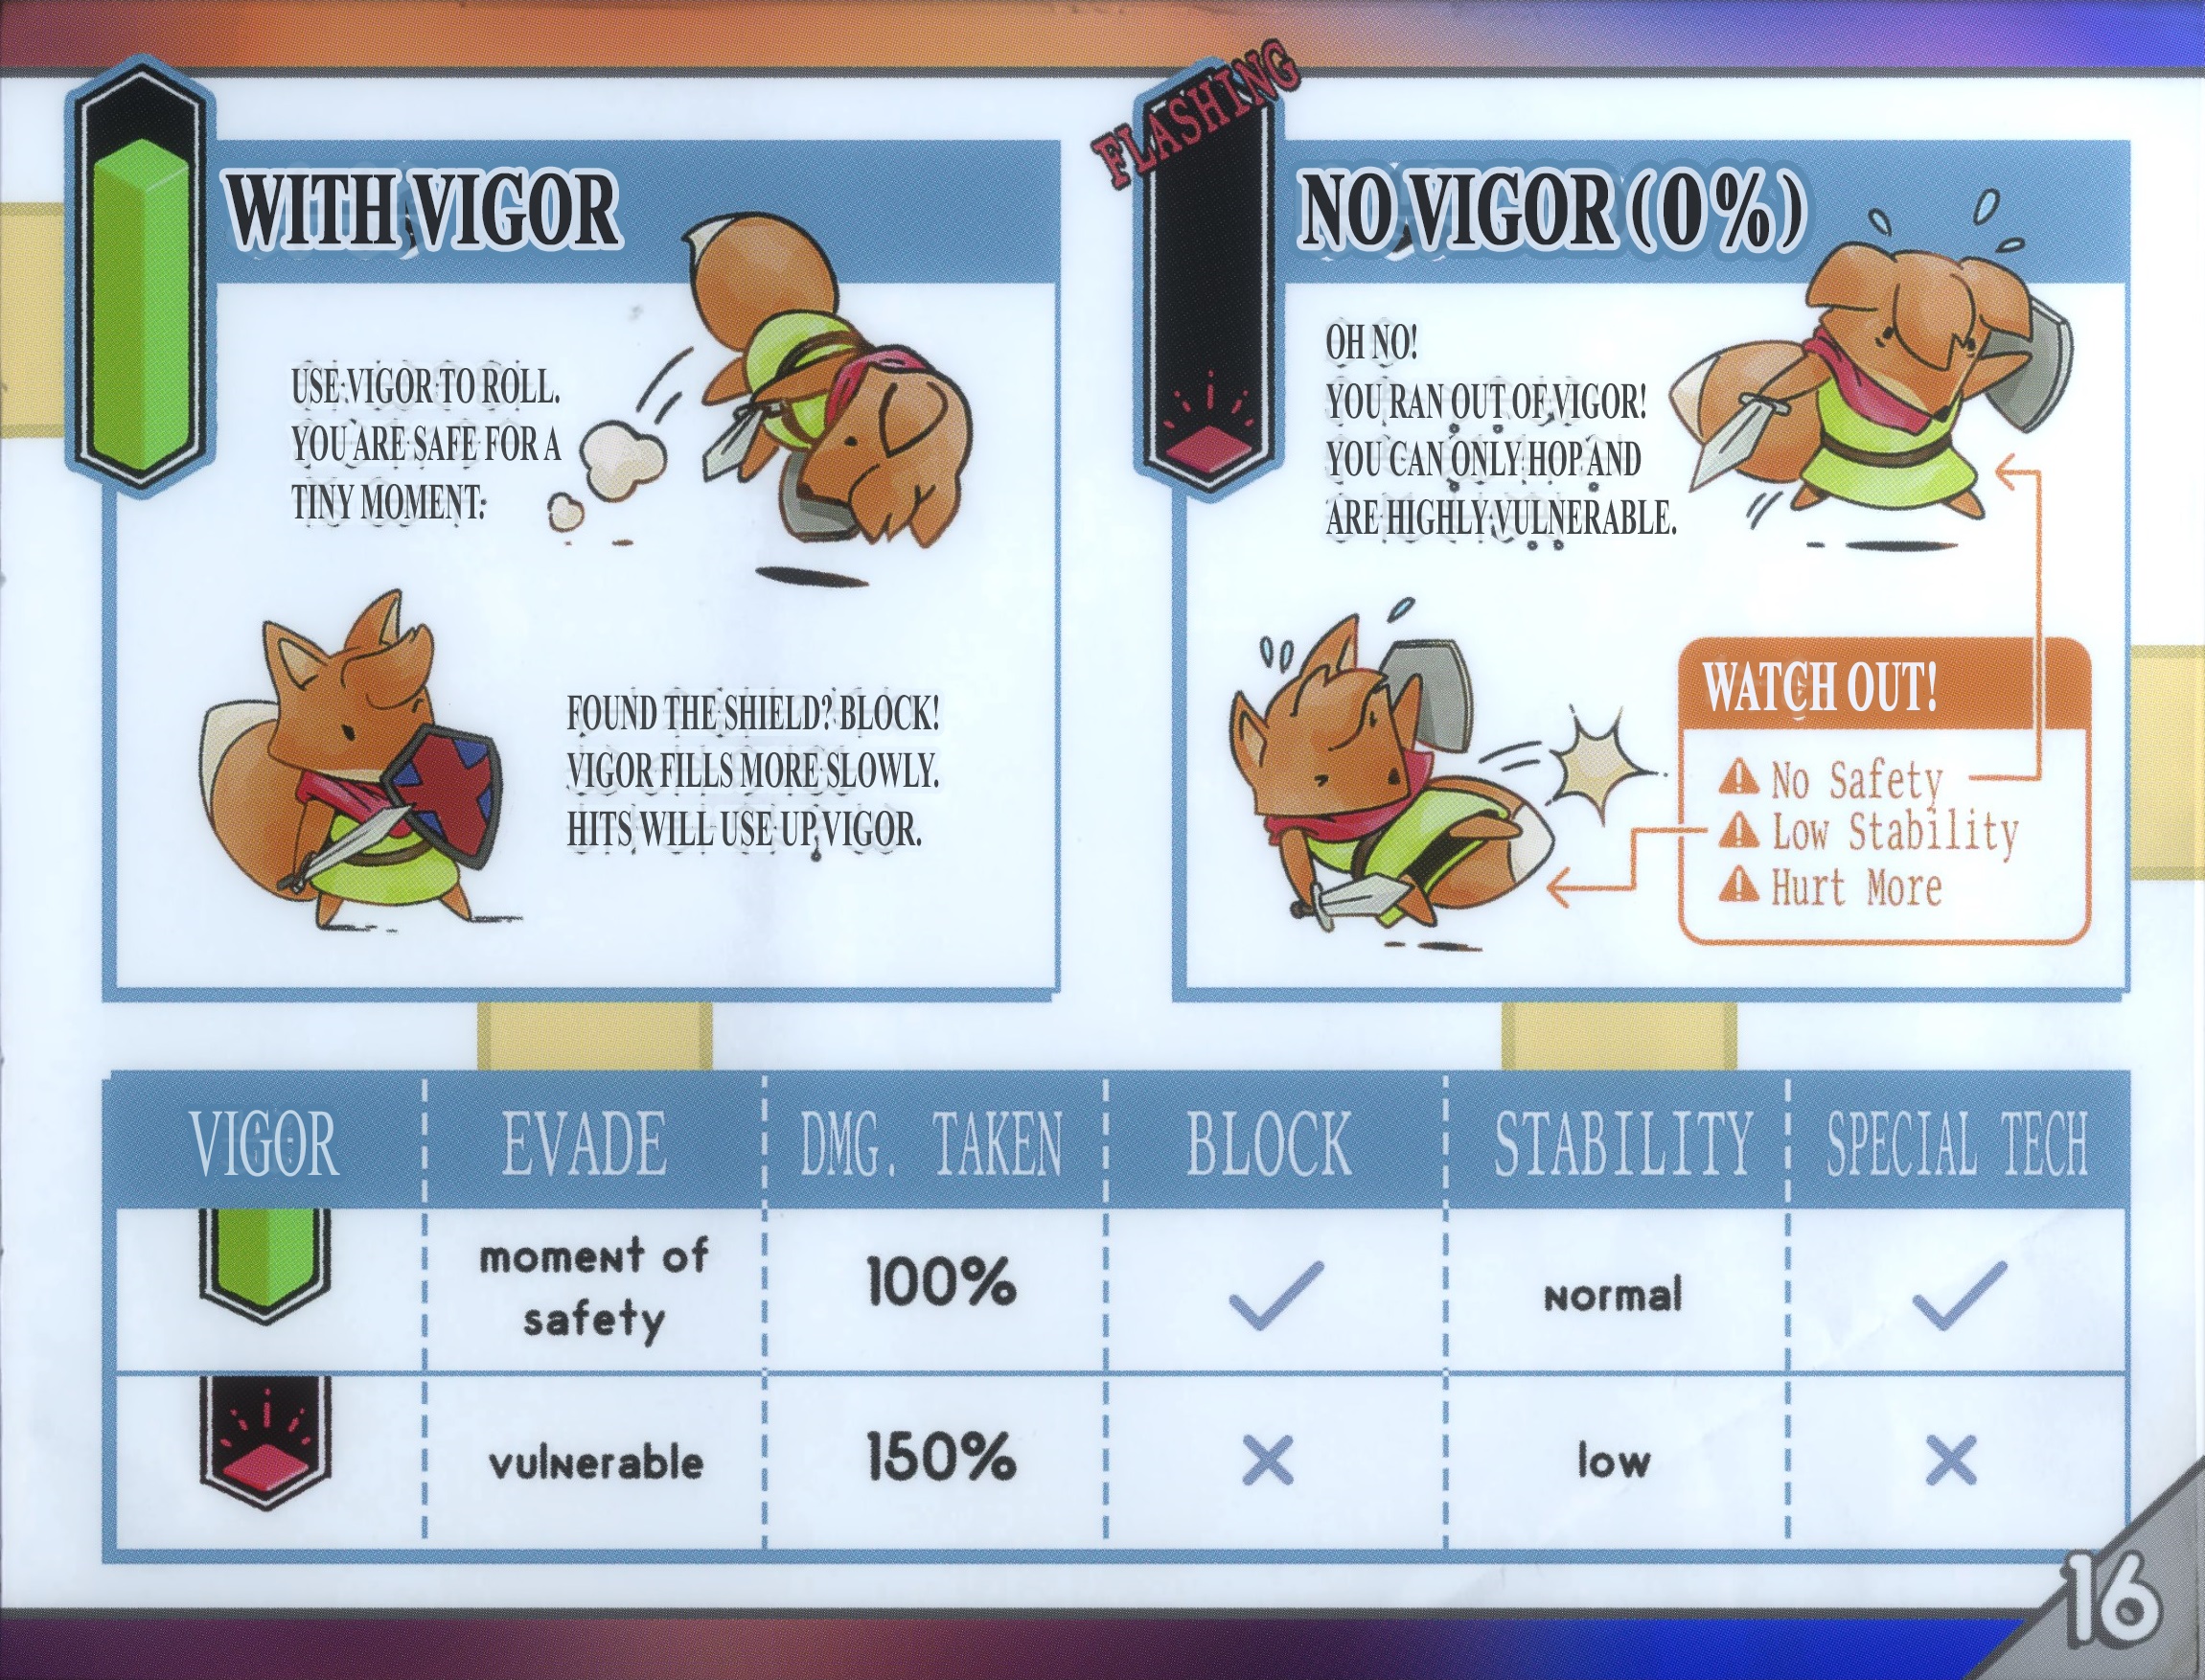 FLASHING
WITH VIGOR
USE VIGOR TO ROLL.
YOU ARE SAFE FOR A
TINY MOMENT.
FOUND THE SHIELD? BLOCK!
VIGOR FILLS MORE SLOWLY.
HITS WILL USE UP VIGOR.
NO VIGOR (0%)
OH NO!
YOU RAN OUT OF VIGOR!
YOU CAN ONLY HOP AND
ARE HIGHLY VULNERABLE.
WATCH OUT!
No Safety
Low Stability
Hurt More
VIGOR EVADE DMG. TAKEN BLOCK STABILITY SPECIAL TECH
moment of
safety
100%
normal
vulnerable
150%
low
16